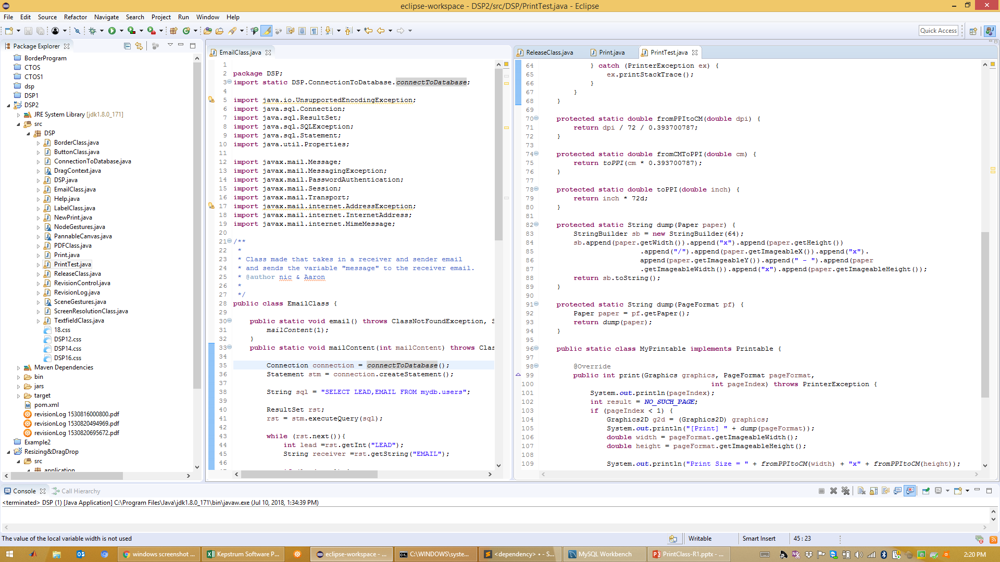 eclipse-workspace - DSP2/src/DSP/PrintTest.java - Eclipse
File Edit Source Refactor Navigate Search Project Run Window Help
Quick Access
Package Explorer
BorderProgram
CTOS
CTOS1
dsp
DSP1
DSP2
JRE System Library [jdk1.8.0_171]
src
DSP
BorderClass.java
ButtonClass.java
ConnectionToDatabase.java
DragContext.java
DSP.java
EmailClass.java
Help.java
LabelClass.java
NewPrint.java
NodeGestures.java
PannableCanvas.java
PDFClass.java
Print.java
PrintTest.java
ReleaseClass.java
RevisionControl.java
RevisionLog.java
SceneGestures.java
ScreenResolutionClass.java
TextfieldClass.java
18.css
DSP12.css
DSP14.css
DSP16.css
Maven Dependencies
bin
jars
target
pom.xml
revisionLog 1530816000800.pdf
revisionLog 1530820494969.pdf
revisionLog 1530820695672.pdf
Example2
Resizing&DragDrop
src
application
EmailClass.java
1
2 package DSP;
3 import static DSP.ConnectionToDatabase.connectToDatabase;
4
5 import java.io.UnsupportedEncodingException;
6 import java.sql.Connection;
7 import java.sql.ResultSet;
8 import java.sql.SQLException;
9 import java.sql.Statement;
10 import java.util.Properties;
11
12 import javax.mail.Message;
13 import javax.mail.MessagingException;
14 import javax.mail.PasswordAuthentication;
15 import javax.mail.Session;
16 import javax.mail.Transport;
17 import javax.mail.internet.AddressException;
18 import javax.mail.internet.InternetAddress;
19 import javax.mail.internet.MimeMessage;
20
21 /**
22 *
23 * Class made that takes in a receiver and sender email
24 * and sends the variable "message" to the receiver email.
25 * @author nic & Aaron
26 *
27 */
28 public class EmailClass {
29
30 public static void email() throws ClassNotFoundException, S
31 mailContent(1);
32 }
33 public static void mailContent(int mailContent) throws Clas
34
35 Connection connection = connectToDatabase();
36 Statement stm = connection.createStatement();
37
38 String sql = "SELECT LEAD,EMAIL FROM mydb.users";
39
40 ResultSet rst;
41 rst = stm.executeQuery(sql);
42
43 while (rst.next()){
44 int lead =rst.getInt("LEAD");
45 String receiver =rst.getString("EMAIL");
46
ReleaseClass.java Print.java PrintTest.java
64 } catch (PrinterException ex) {
65 ex.printStackTrace();
66 }
67 }
68 }
69
70 protected static double fromPPItoCM(double dpi) {
71 return dpi / 72 / 0.393700787;
72 }
73
74 protected static double fromCMToPPI(double cm) {
75 return toPPI(cm * 0.393700787);
76 }
77
78 protected static double toPPI(double inch) {
79 return inch * 72d;
80 }
81
82 protected static String dump(Paper paper) {
83 StringBuilder sb = new StringBuilder(64);
84 sb.append(paper.getWidth()).append("x").append(paper.getHeight())
85 .append("/").append(paper.getImageableX()).append("x").
86 append(paper.getImageableY()).append(" - ").append(paper
87 .getImageableWidth()).append("x").append(paper.getImageableHeight());
88 return sb.toString();
89 }
90
91 protected static String dump(PageFormat pf) {
92 Paper paper = pf.getPaper();
93 return dump(paper);
94 }
95
96 public static class MyPrintable implements Printable {
97
98 @Override
99 public int print(Graphics graphics, PageFormat pageFormat,
100 int pageIndex) throws PrinterException {
101 System.out.println(pageIndex);
102 int result = NO_SUCH_PAGE;
103 if (pageIndex < 1) {
104 Graphics2D g2d = (Graphics2D) graphics;
105 System.out.println("[Print] " + dump(pageFormat));
106 double width = pageFormat.getImageableWidth();
107 double height = pageFormat.getImageableHeight();
108
109 System.out.println("Print Size = " + fromPPItoCM(width) + "x" + fromPPItoCM(height));
Console Call Hierarchy
<terminated> DSP (1) [Java Application] C:\Program Files\Java\jdk1.8.0_171\bin\javaw.exe (Jul 10, 2018, 1:34:39 PM)
The value of the local variable width is not used Writable Smart Insert 45 : 23
windows screenshot ... Kepstrum Software P... eclipse-workspace - ... C:\WINDOWS\syste... <dependency> • - S... MySQL Workbench PrintClass-R1.pptx - ... 2:20 PM